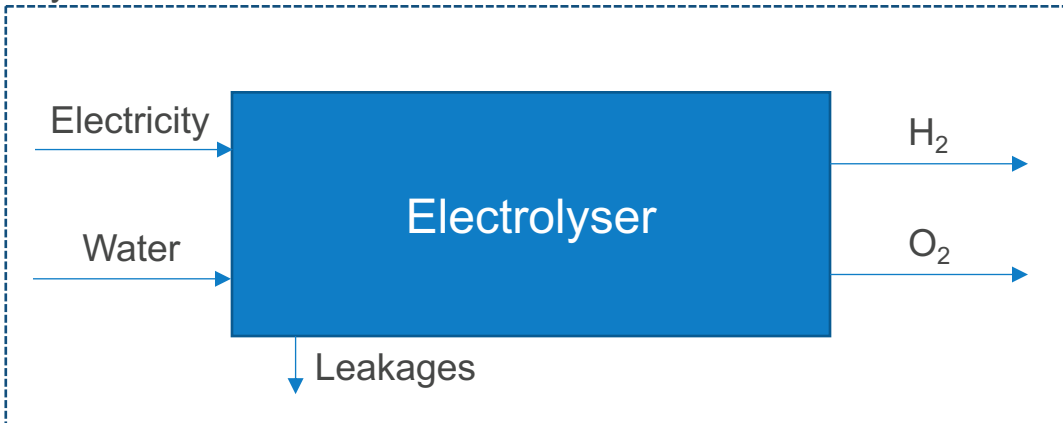 Electricity
H₂
Electrolyser
Water
O₂
Leakages